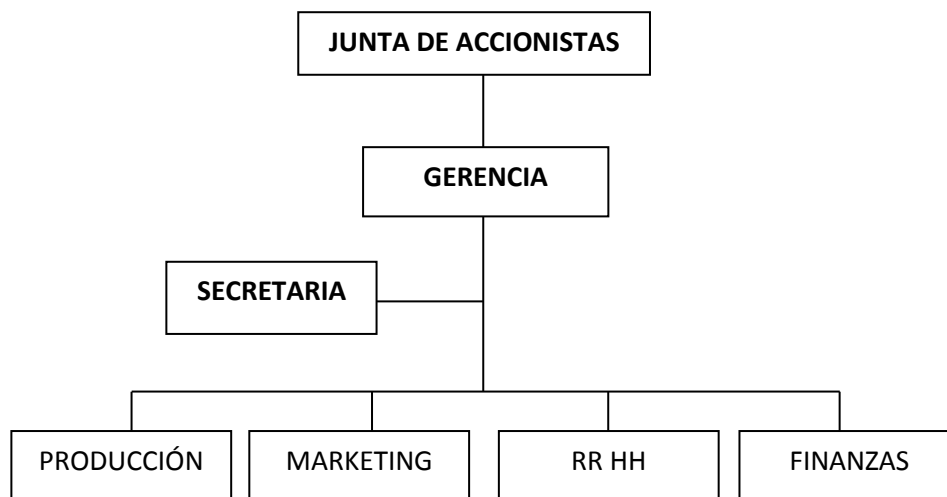 JUNTA DE ACCIONISTAS
GERENCIA
SECRETARIA
PRODUCCIÓN
MARKETING
RR HH
FINANZAS